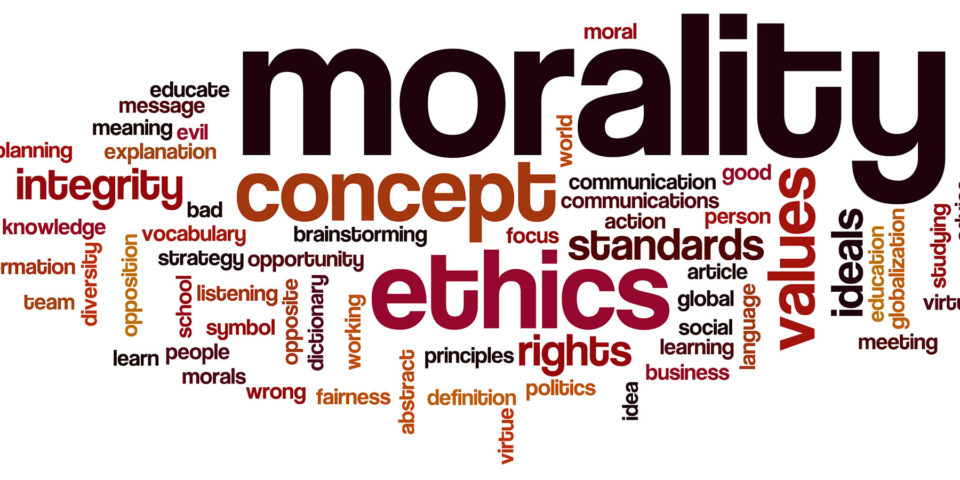 moral
morality
educate
message
meaning
evil
explanation
planning
world
integrity
concept
communication
good
communications
values
bad
action
person
knowledge
vocabulary
brainstorming
focus
standards
ideals
education
globalization
studying
strategy
opportunity
ethics
article
diversity
opposition
rmation
team
school
listening
opposite
dictionary
working
global
language
virtu
symbol
social
learning
meeting
learn
people
principles
rights
morals
business
wrong
fairness
abstract
definition
politics
idea
virtue